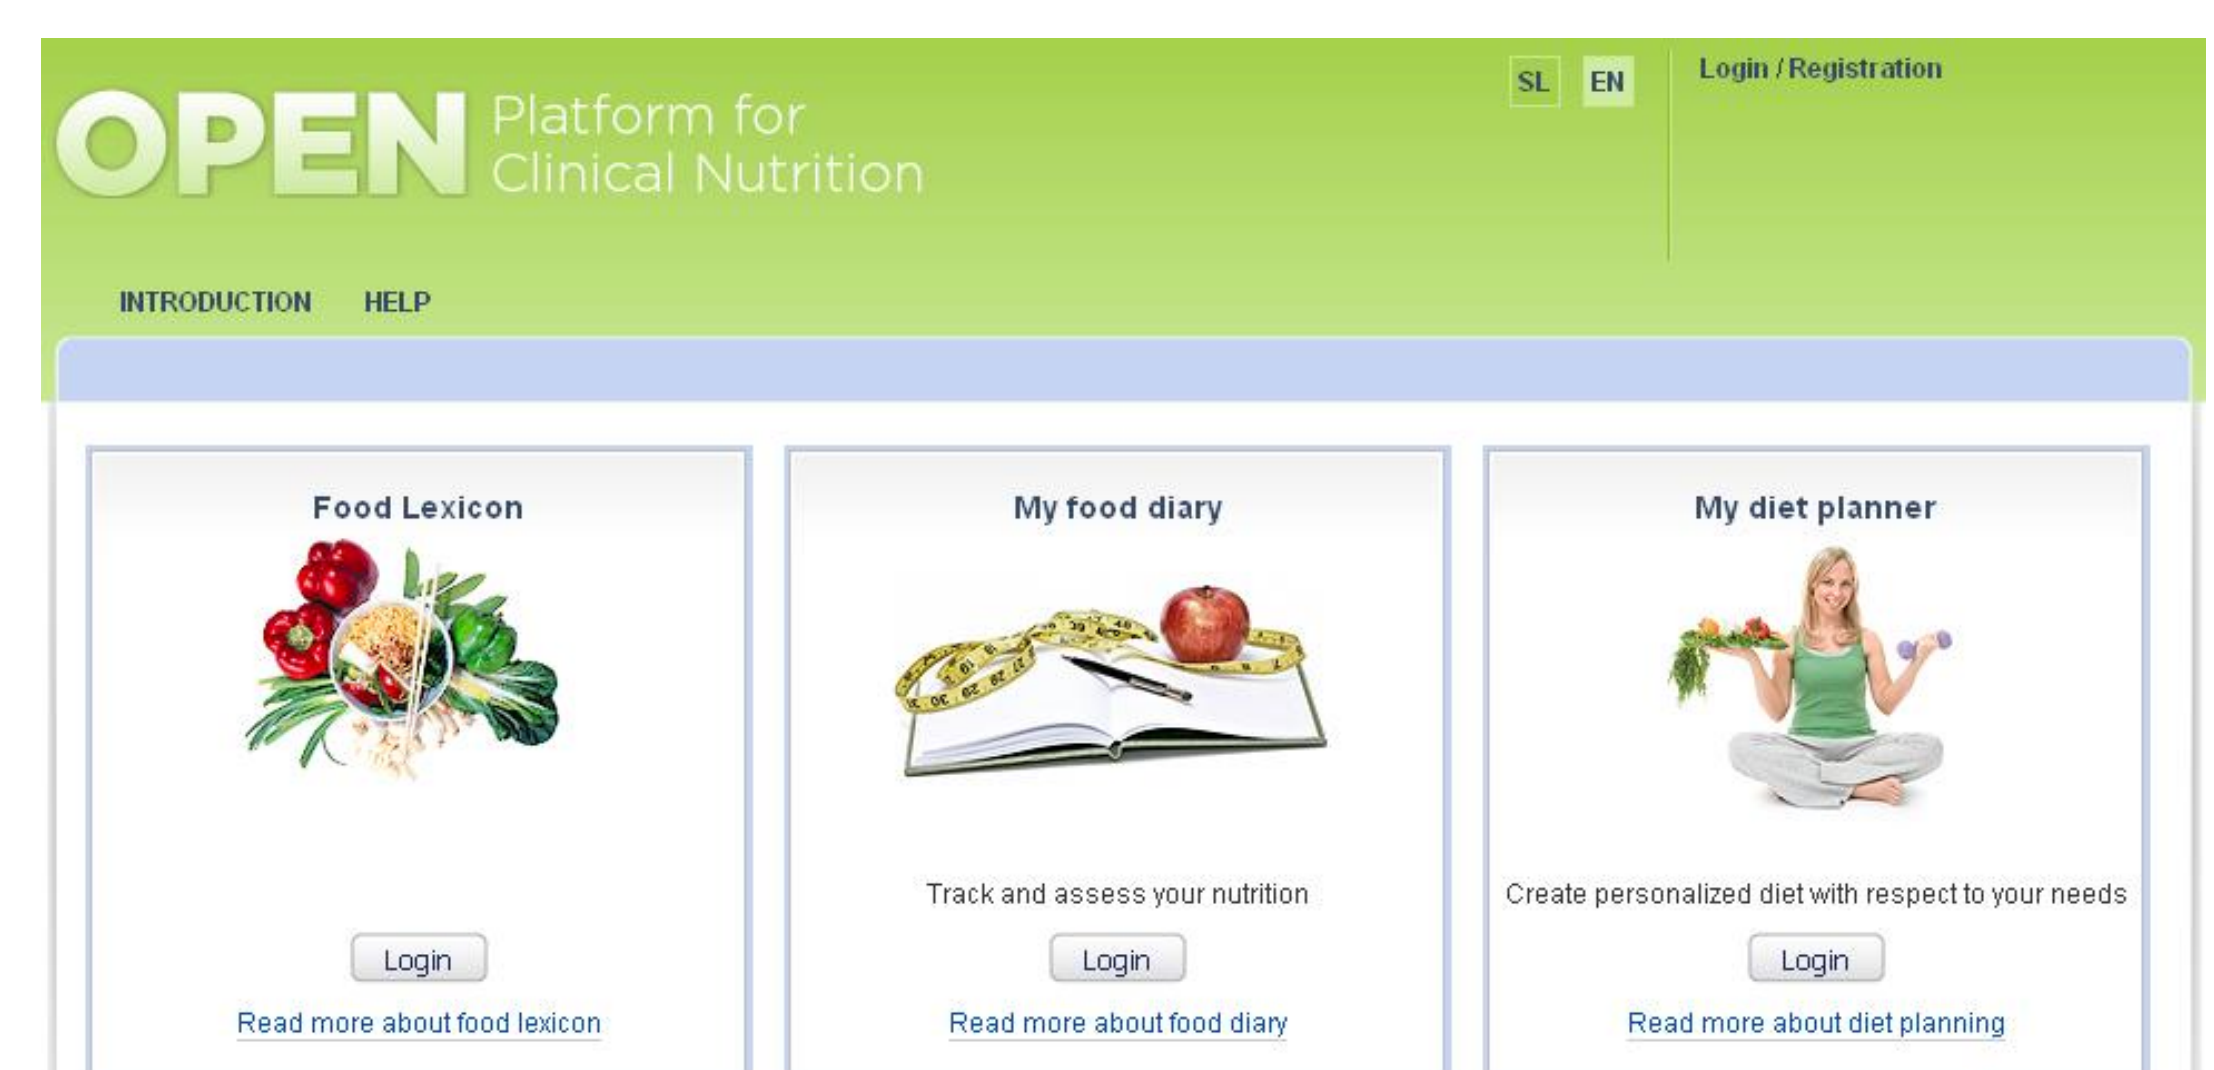 OPEN Platform for
Clinical Nutrition
SL EN
Login / Registration
INTRODUCTION HELP
Food Lexicon
Login
Read more about food lexicon
My food diary
Track and assess your nutrition
Login
Read more about food diary
My diet planner
Create personalized diet with respect to your needs
Login
Read more about diet planning